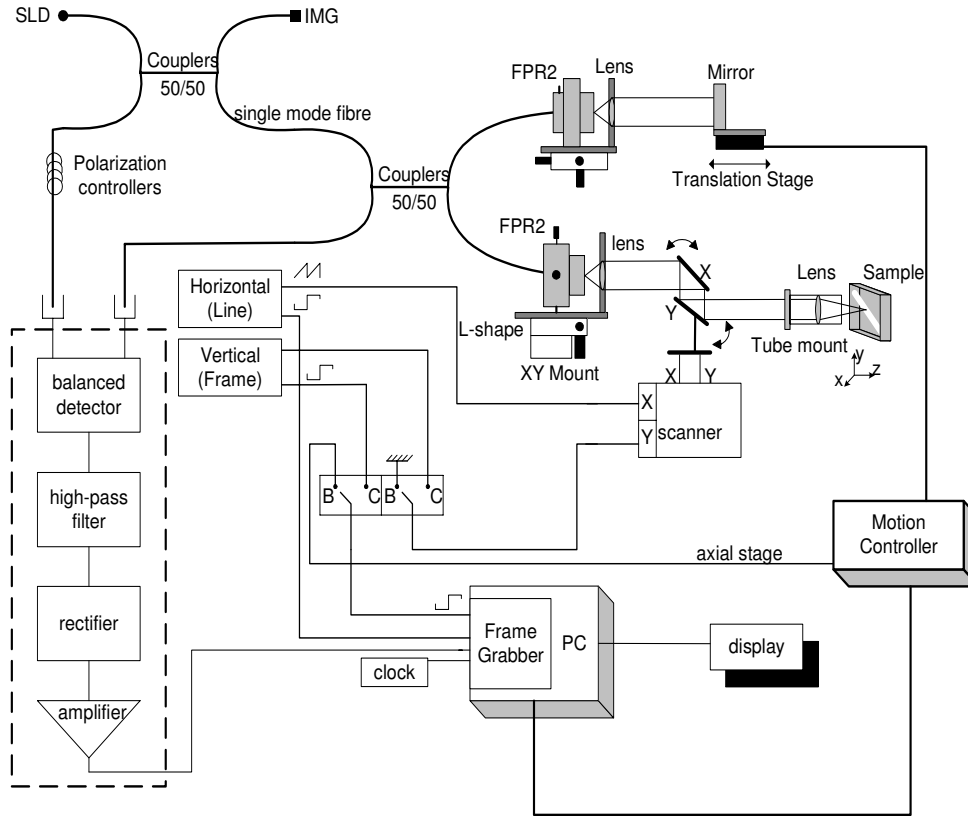 SLD
IMG
Couplers
50/50
single mode fibre
Polarization
controllers
Couplers
50/50
FPR2
Lens
Mirror
Translation Stage
FPR2
lens
X
Y
Lens
Sample
L-shape
XY Mount
Tube mount
y
x
z
Horizontal
(Line)
Vertical
(Frame)
X
Y
X
Y
scanner
balanced
detector
high-pass
filter
rectifier
amplifier
B
C
B
C
axial stage
Motion
Controller
Frame
Grabber
PC
clock
display